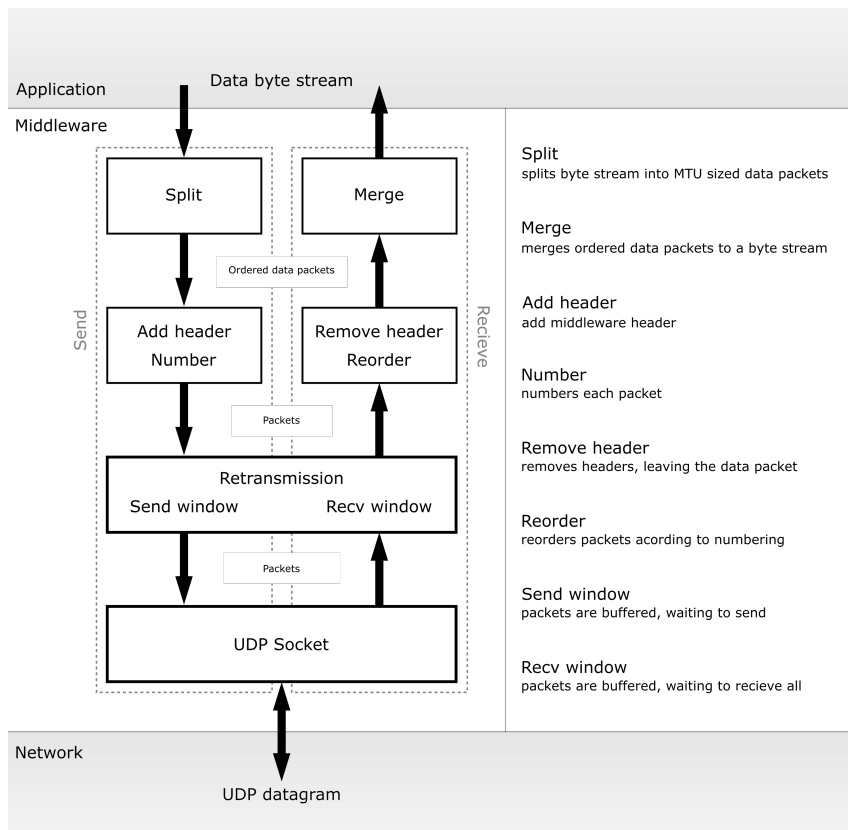 Data byte stream
Application
Middleware
Split
Merge
Ordered data packets
Send
Add header
Number
Remove header
Reorder
Recieve
Packets
Retransmission
Send window
Recv window
Packets
UDP Socket
Network
UDP datagram
Split
splits byte stream into MTU sized data packets
Merge
merges ordered data packets to a byte stream
Add header
add middleware header
Number
numbers each packet
Remove header
removes headers, leaving the data packet
Reorder
reorders packets acording to numbering
Send window
packets are buffered, waiting to send
Recv window
packets are buffered, waiting to recieve all